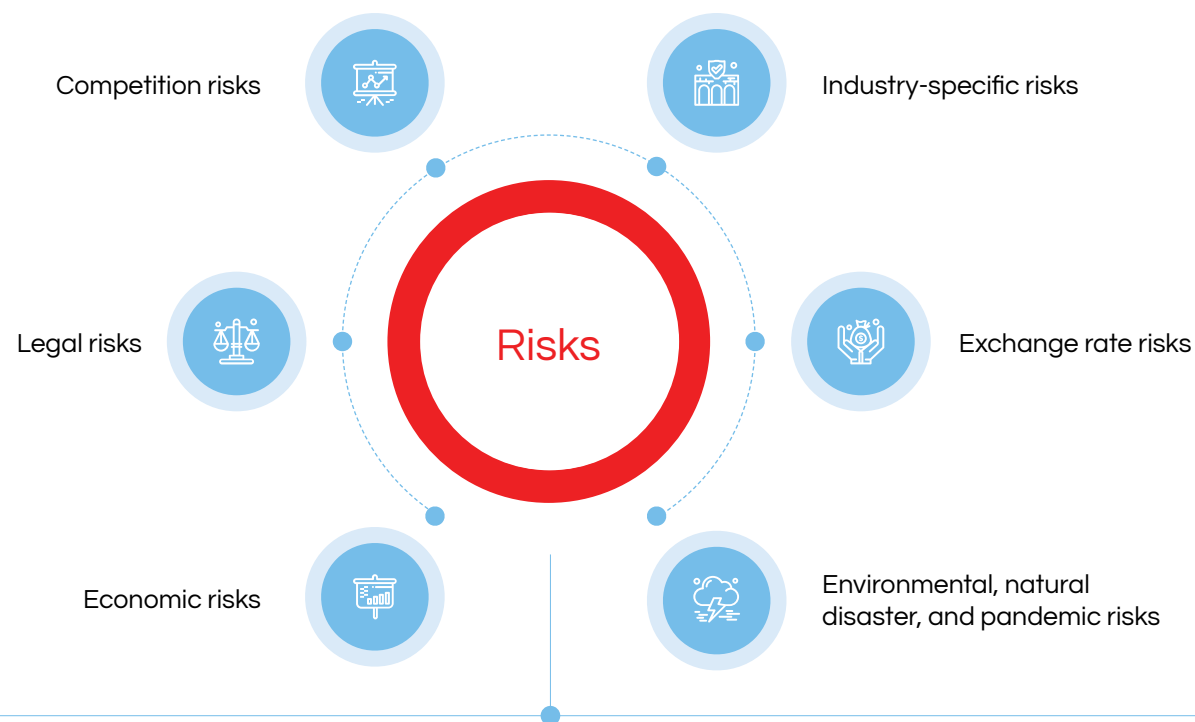 Competition risks
Industry-specific risks
Legal risks
Risks
Exchange rate risks
Economic risks
Environmental, natural
disaster, and pandemic risks